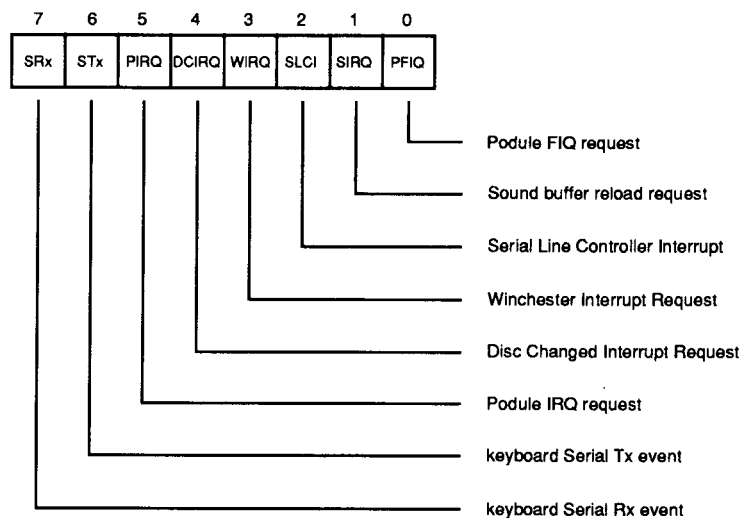 7 6 5 4 3 2 1 0
SRx STx PIRQ DCIRQ WIRQ SLCI SIRQ PFIQ
Podule FIQ request
Sound buffer reload request
Serial Line Controller Interrupt
Winchester Interrupt Request
Disc Changed Interrupt Request
Podule IRQ request
keyboard Serial Tx event
keyboard Serial Rx event